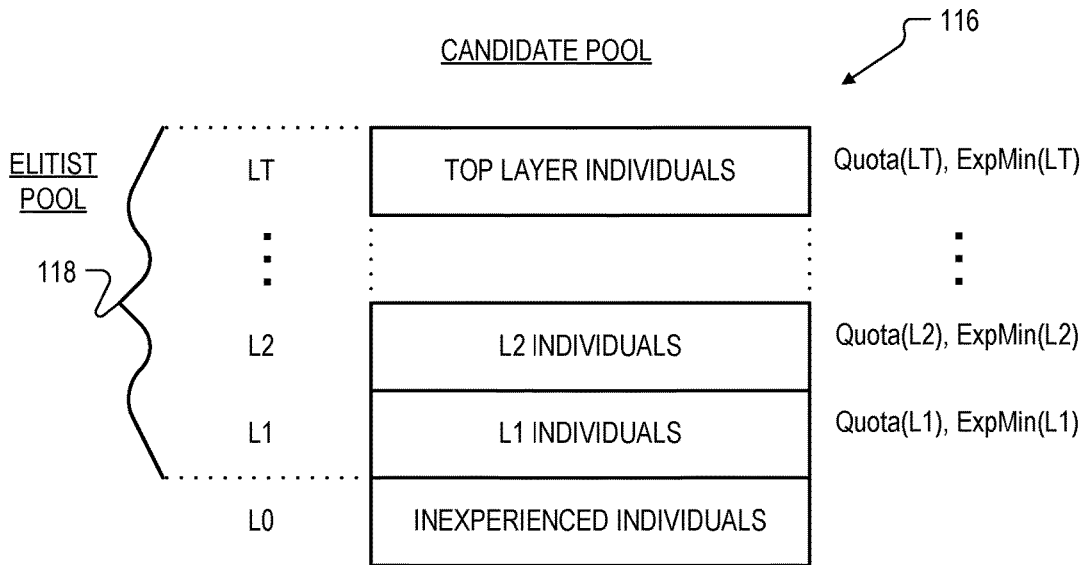 116
CANDIDATE POOL
ELITIST
POOL
LT
TOP LAYER INDIVIDUALS
Quota(LT), ExpMin(LT)
118
L2
L2 INDIVIDUALS
Quota(L2), ExpMin(L2)
L1
L1 INDIVIDUALS
Quota(L1), ExpMin(L1)
L0
INEXPERIENCED INDIVIDUALS